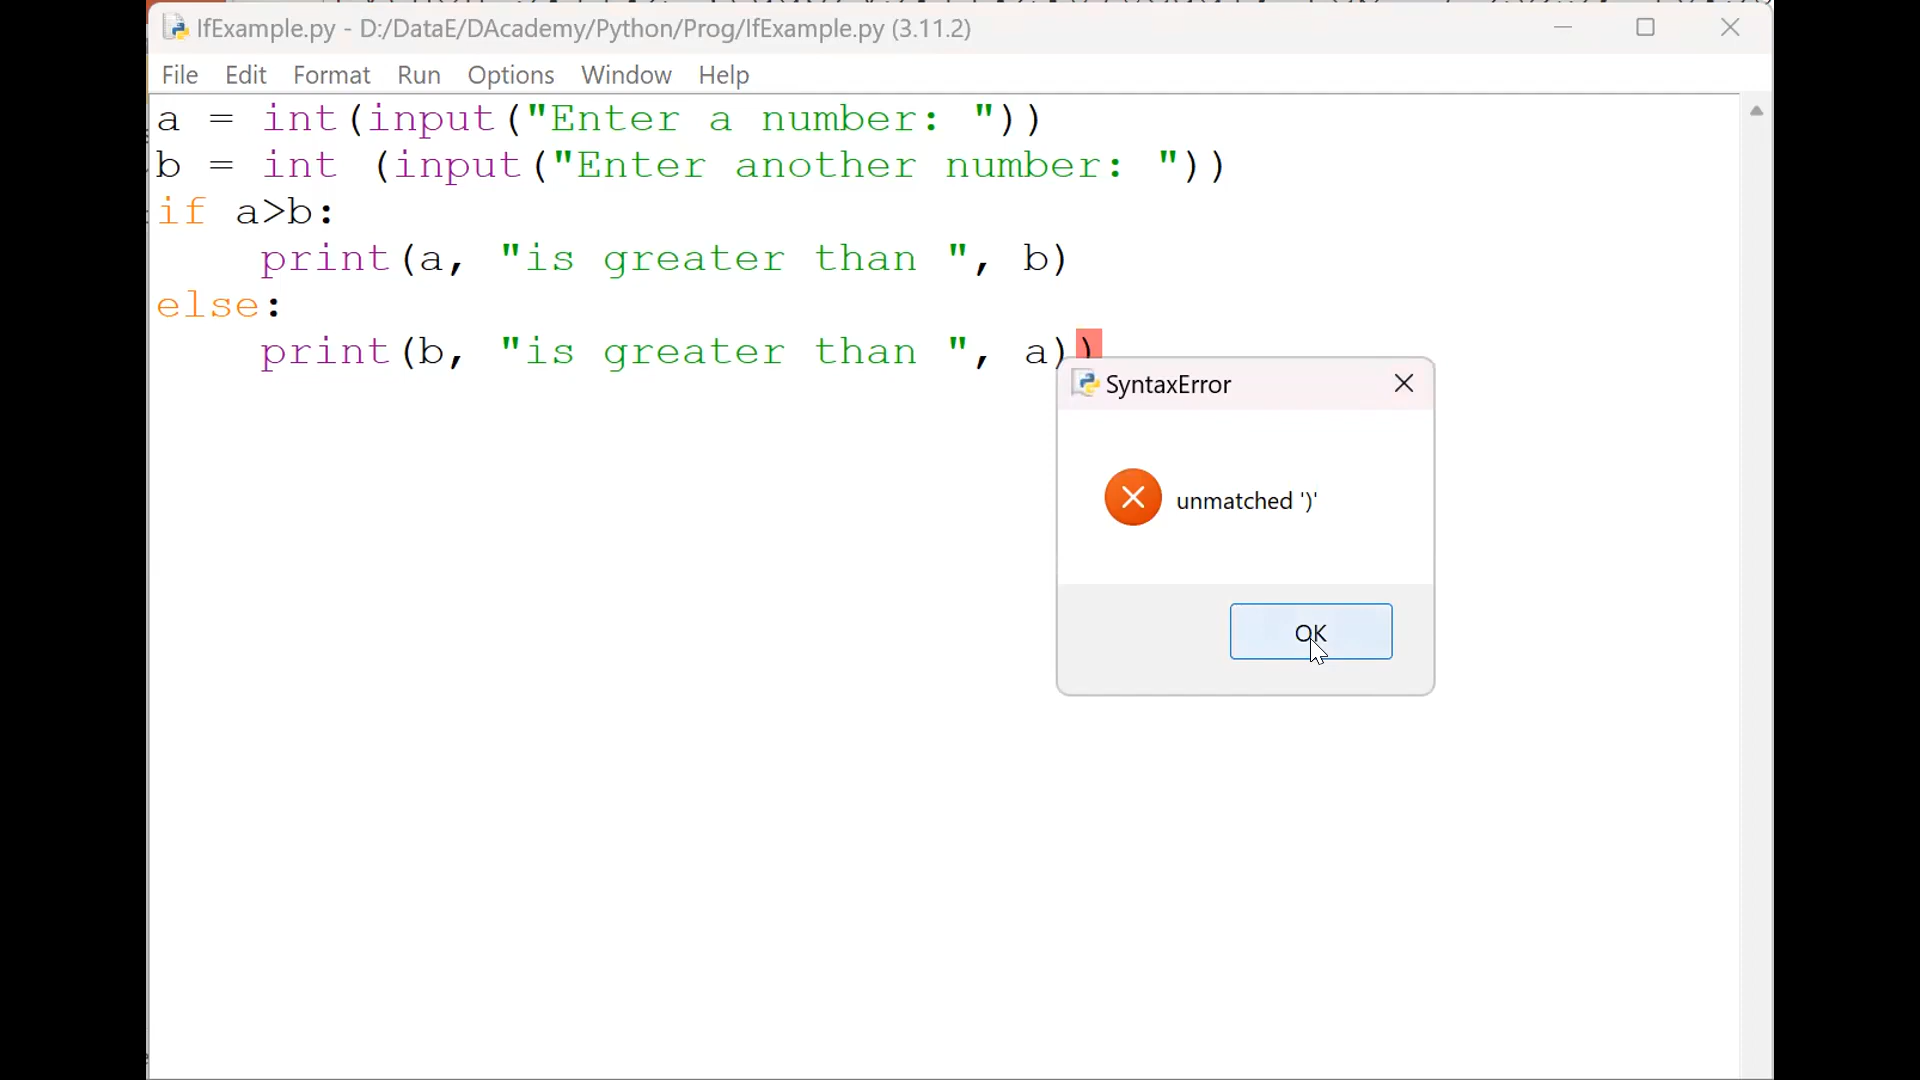 IfExample.py - D:/DataE/DAcademy/Python/Prog/IfExample.py (3.11.2)
File Edit Format Run Options Window Help
a = int(input("Enter a number: "))
b = int (input("Enter another number: "))
if a>b:
    print(a, "is greater than ", b)
else:
    print(b, "is greater than ", a))
SyntaxError
unmatched ')'
OK